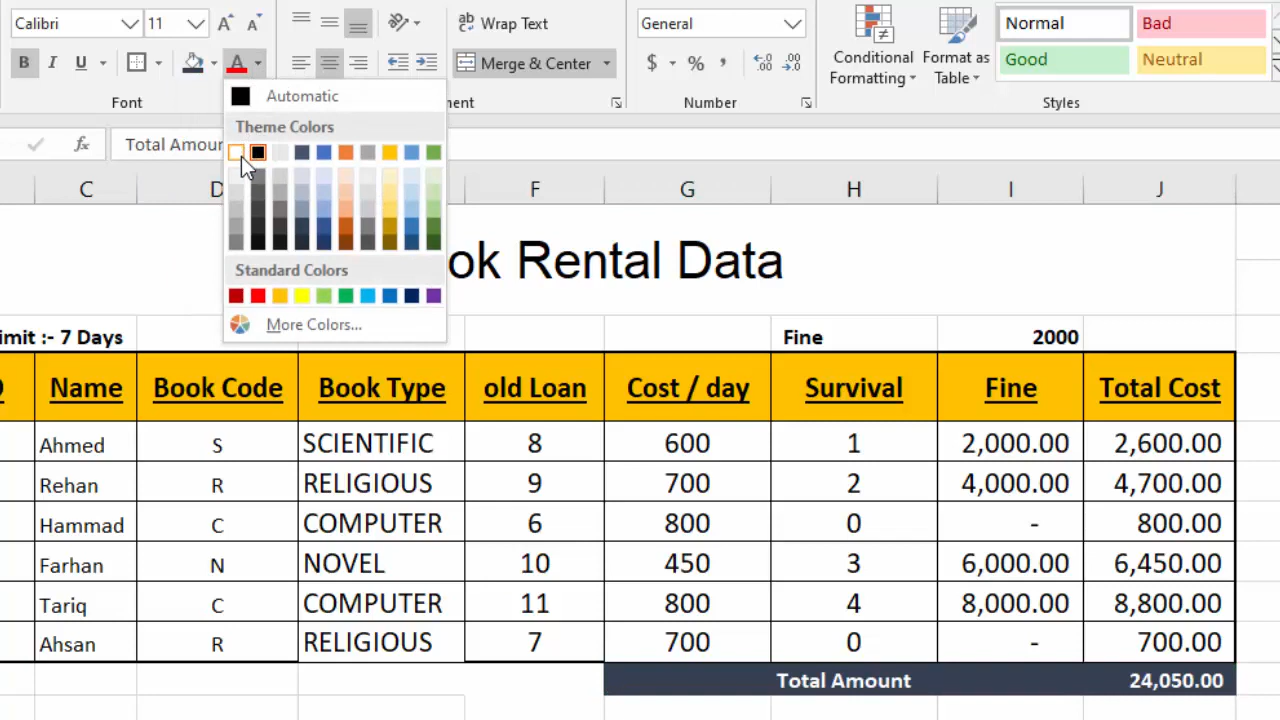 Calibri 11 A A ab Wrap Text General Normal Bad
B I U A Merge & Center $ % , Conditional Formatting Format as Table Good Neutral
Font Number Styles
Automatic
Theme Colors
fx Total Amour
C D F G H I J
Standard Colors
More Colors...
ok Rental Data
imit :- 7 Days Fine 2000
Name Book Code Book Type old Loan Cost / day Survival Fine Total Cost
Ahmed S SCIENTIFIC 8 600 1 2,000.00 2,600.00
Rehan R RELIGIOUS 9 700 2 4,000.00 4,700.00
Hammad C COMPUTER 6 800 0 - 800.00
Farhan N NOVEL 10 450 3 6,000.00 6,450.00
Tariq C COMPUTER 11 800 4 8,000.00 8,800.00
Ahsan R RELIGIOUS 7 700 0 - 700.00
Total Amount 24,050.00